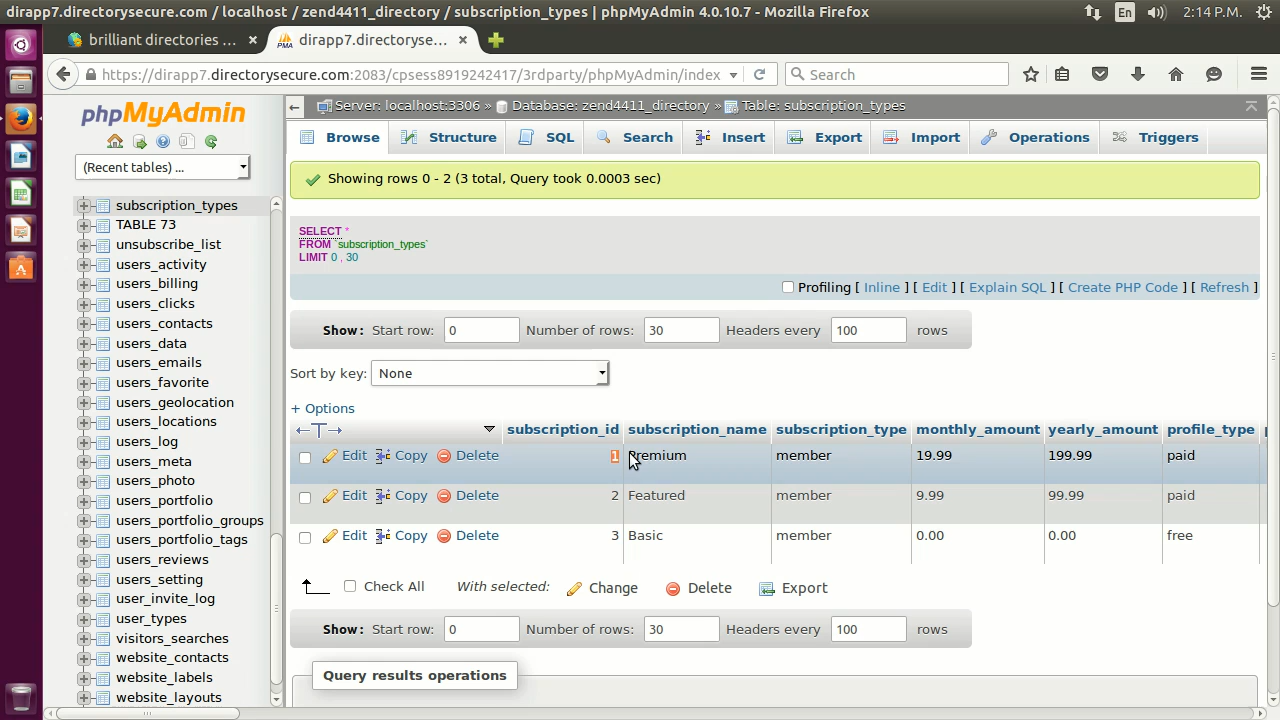 dirapp7.directorysecure.com / localhost / zend4411_directory / subscription_types | phpMyAdmin 4.0.10.7 - Mozilla Firefox
En
2:14 P.M.
brilliant directories ...
dirapp7.directoryse...
https://dirapp7.directorysecure.com:2083/cpsess9919242417/3rdparty/phpMyAdmin/index
Search
phpMyAdmin
(Recent tables) ...
subscription_types
TABLE 73
unsubscribe_list
users_activity
users_billing
users_clicks
users_contacts
users_data
users_emails
users_favorite
users_geolocation
users_locations
users_log
users_meta
users_photo
users_portfolio
users_portfolio_groups
users_portfolio_tags
users_reviews
users_setting
user_invite_log
user_types
visitors_searches
website_contacts
website_labels
website_layouts
Server: localhost:3306 » Database: zend4411_directory » Table: subscription_types
Browse Structure SQL Search Insert Export Import Operations Triggers
Showing rows 0 - 2 (3 total, Query took 0.0003 sec)
SELECT *
FROM `subscription_types`
LIMIT 0 , 30
Profiling [ Inline ] [ Edit ] [ Explain SQL ] [ Create PHP Code ] [ Refresh ]
Show: Start row: 0 Number of rows: 30 Headers every 100 rows
Sort by key: None
+ Options
subscription_id subscription_name subscription_type monthly_amount yearly_amount profile_type
Edit Copy Delete 1 Premium member 19.99 199.99 paid
Edit Copy Delete 2 Featured member 9.99 99.99 paid
Edit Copy Delete 3 Basic member 0.00 0.00 free
Check All With selected: Change Delete Export
Show: Start row: 0 Number of rows: 30 Headers every 100 rows
Query results operations